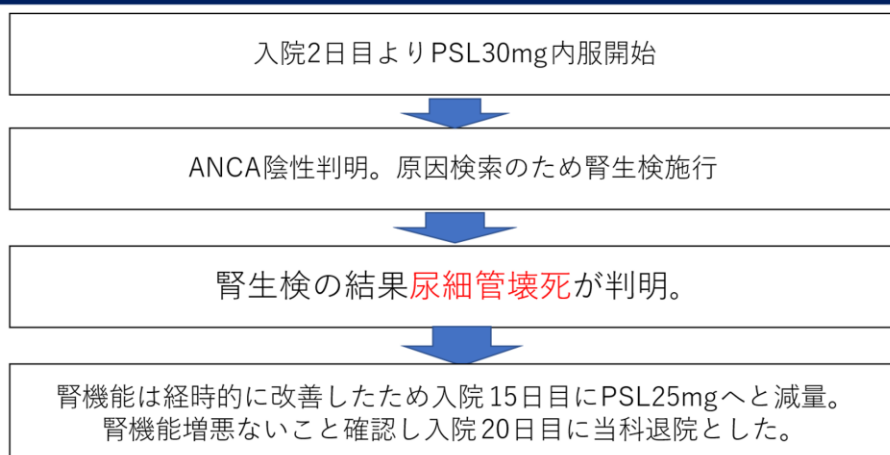 入院2日目よりPSL30mg内服開始
ANCA陰性判明。原因検索のため腎生検施行
腎生検の結果尿細管壊死が判明。
腎機能は経時的に改善したため入院15日目にPSL25mgへと減量。
腎機能増悪ないこと確認し入院20日目に当科退院とした。